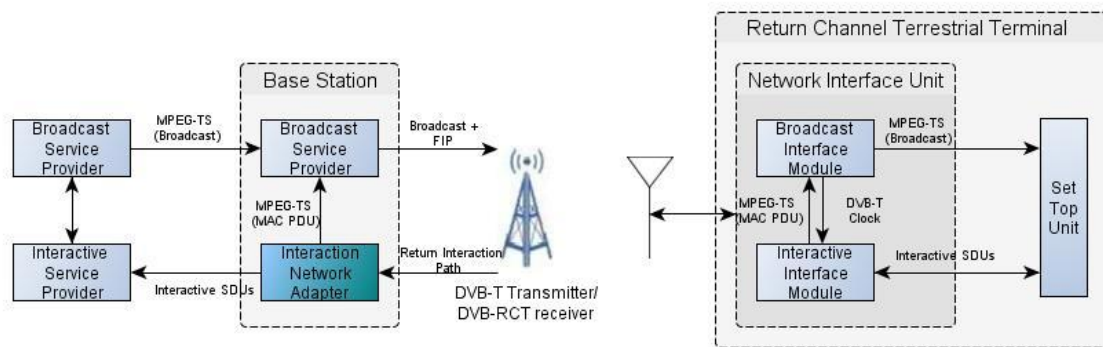 Return Channel Terrestrial Terminal
Base Station
Network Interface Unit
Broadcast
Service
Provider
MPEG-TS
(Broadcast)
Broadcast
Service
Provider
Broadcast +
FIP
Broadcast
Interface
Module
MPEG-TS
(Broadcast)
MPEG-TS
(MAC PDU)
MPEG-TS
(MAC PDU)
DVB-T
Clock
Set
Top
Unit
Interactive
Service
Provider
Interactive SDUs
Interaction
Network
Adapter
Return Interaction
Path
DVB-T Transmitter/
DVB-RCT receiver
Interactive
Interface
Module
Interactive SDUs